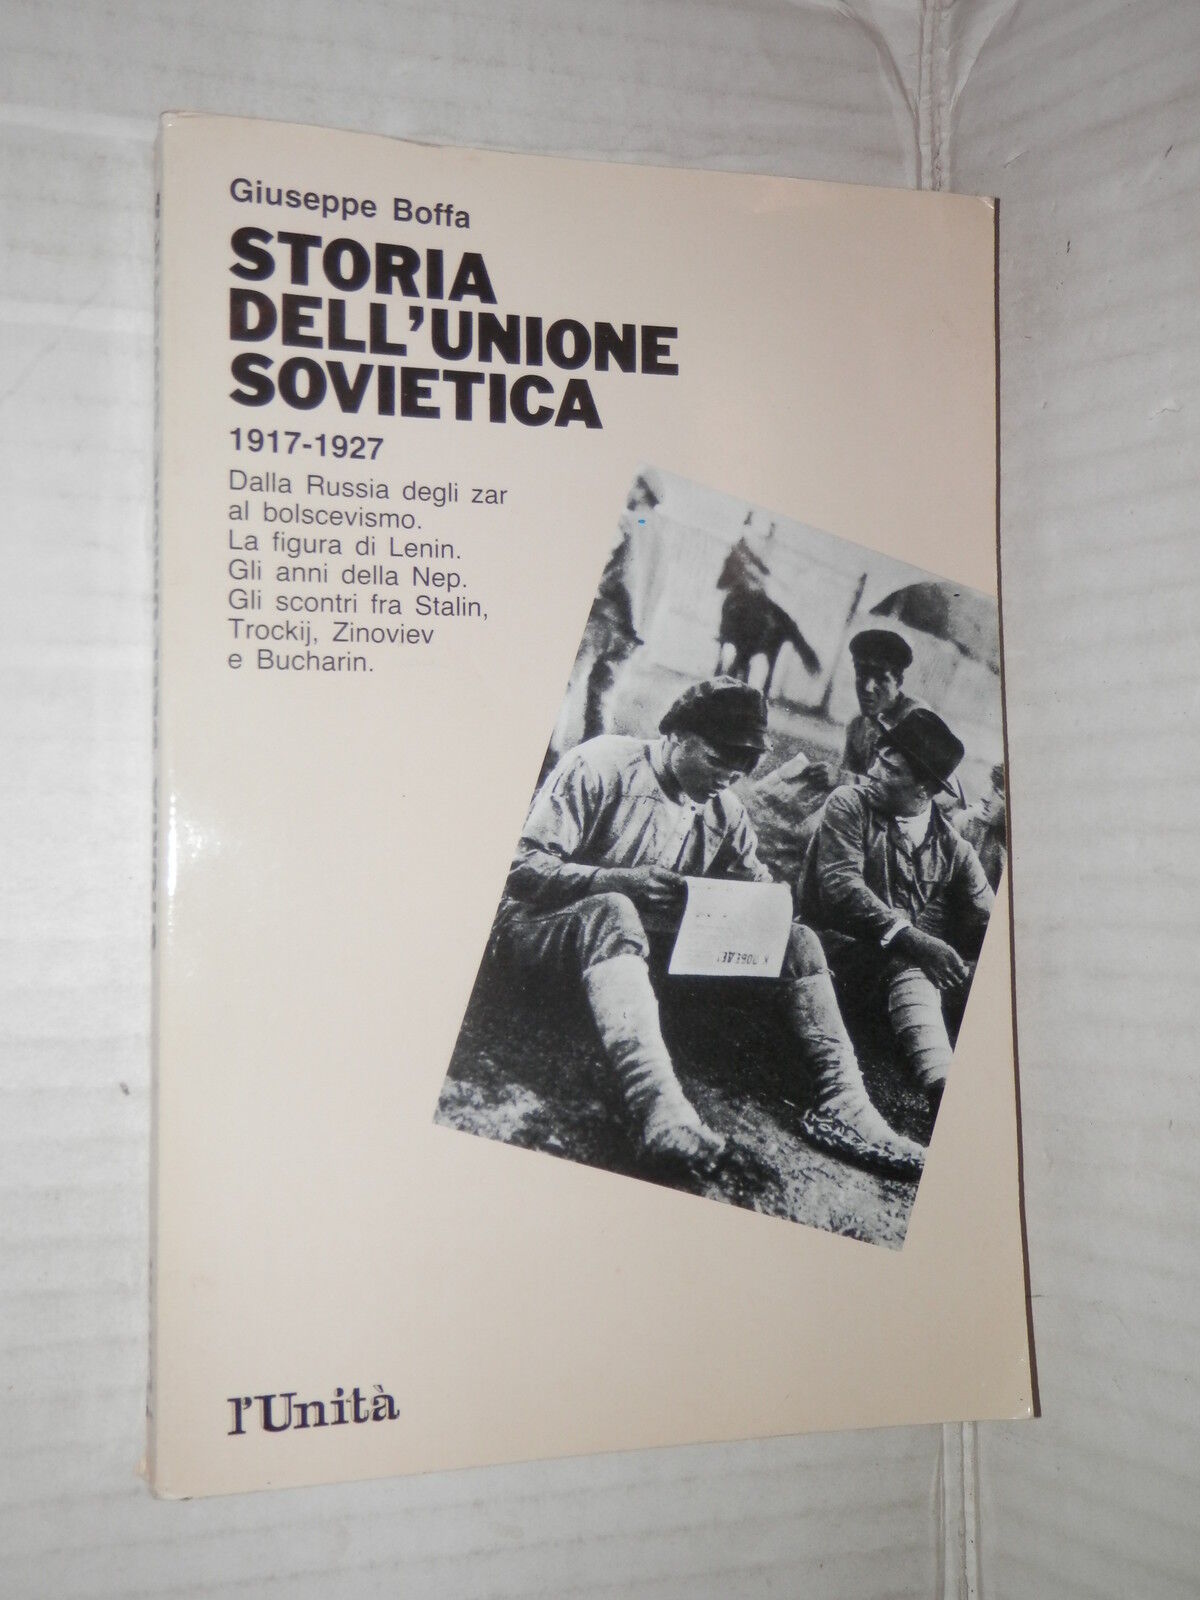 Giuseppe Boffa
STORIA
DELL'UNIONE
SOVIETICA
1917-1927
Dalla Russia degli zar
al bolscevismo.
La figura di Lenin.
Gli anni della Nep.
Gli scontri fra Stalin,
Trockij, Zinoviev
e Bucharin.
К ПОБЕДЕ!
l'Unità